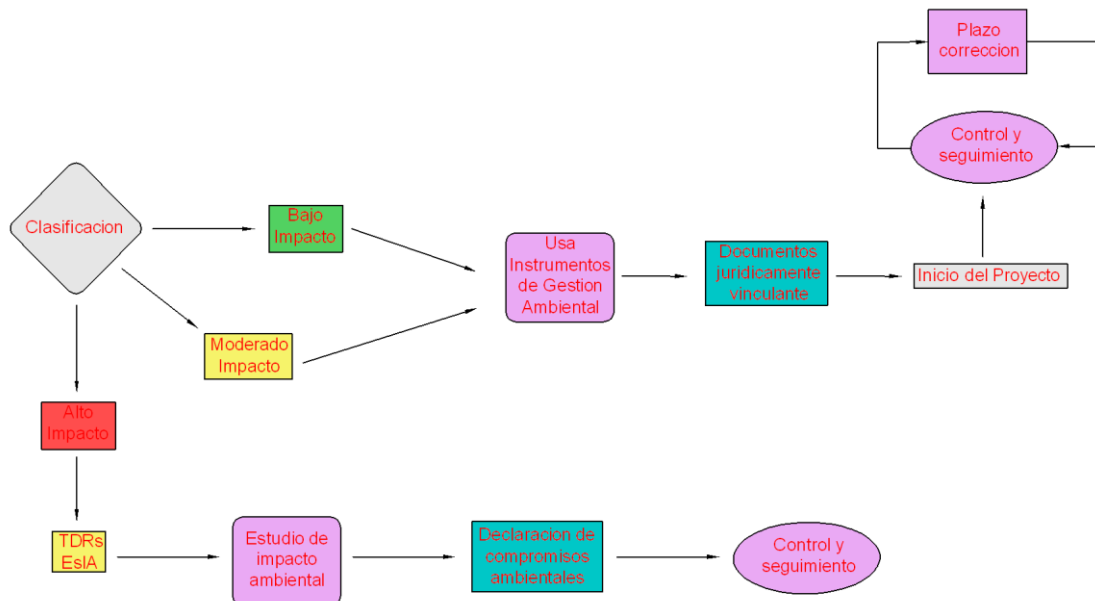 Plazo
correccion
Control y
seguimiento
Clasificacion
Bajo
Impacto
Usa
Instrumentos
de Gestion
Ambiental
Documentos
juridicamente
vinculante
Inicio del Proyecto
Moderado
Impacto
Alto
Impacto
TDRs
EsIA
Estudio de
impacto
ambiental
Declaracion de
compromisos
ambientales
Control y
seguimiento